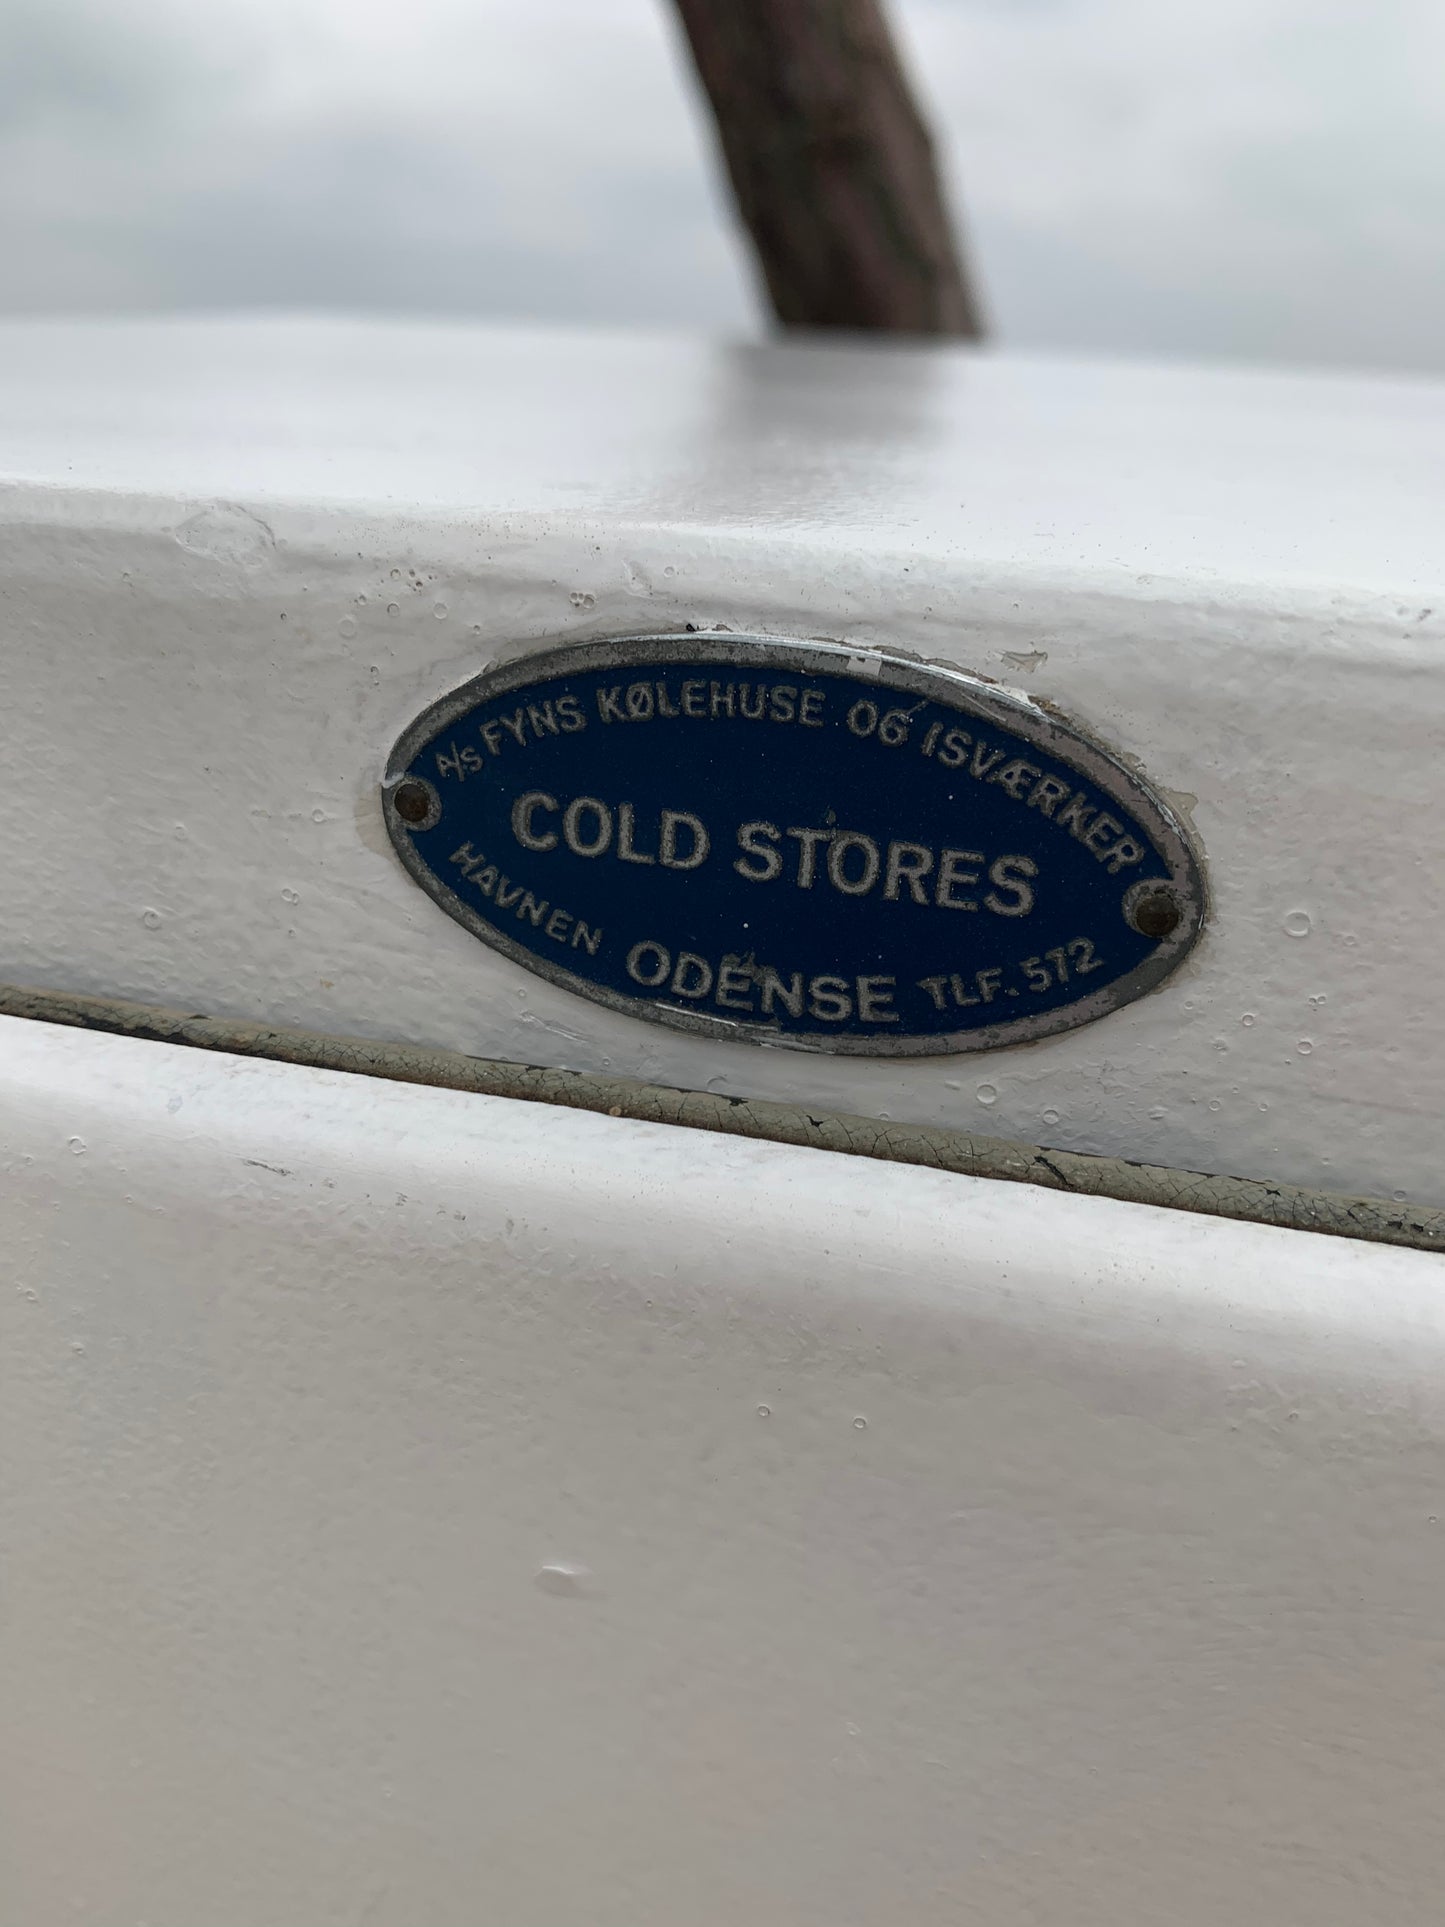 A/S FYNS KØLEHUSE OG ISVÆRKER
COLD STORES
HAVNEN ODENSE TLF. 572